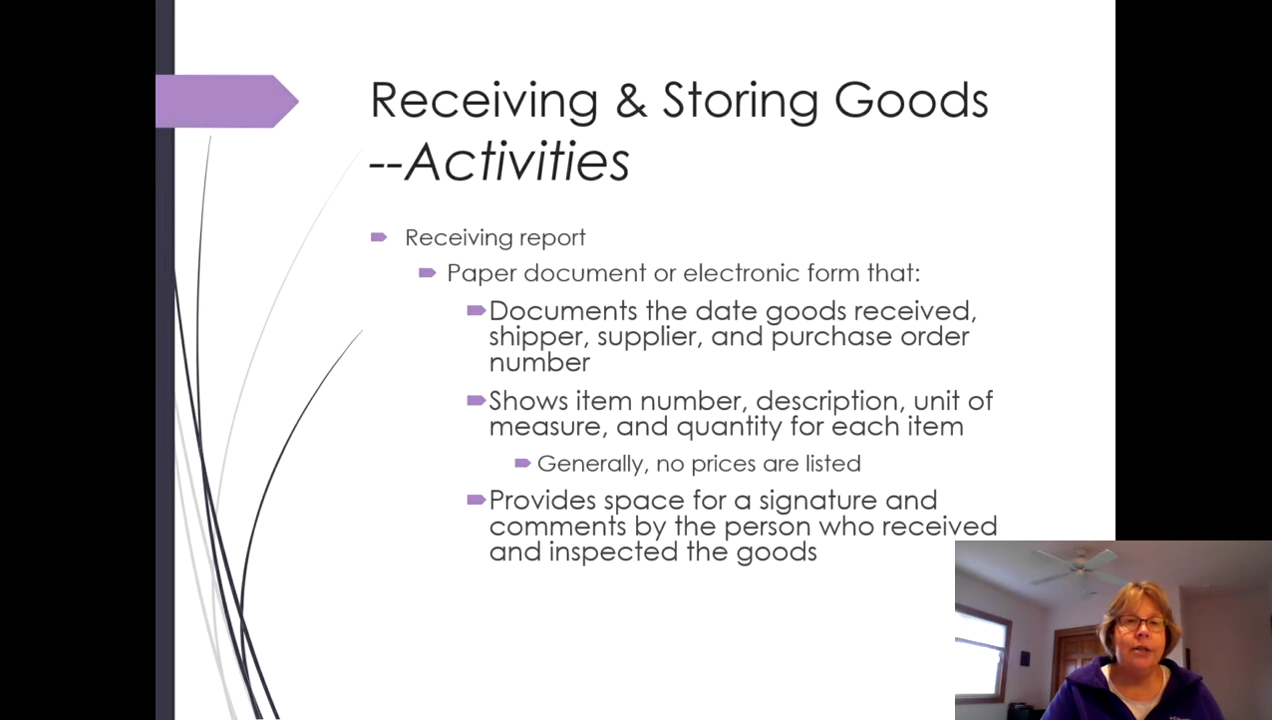 Receiving & Storing Goods
--Activities
Receiving report
Paper document or electronic form that:
Documents the date goods received,
shipper, supplier, and purchase order
number
Shows item number, description, unit of
measure, and quantity for each item
Generally, no prices are listed
Provides space for a signature and
comments by the person who received
and inspected the goods